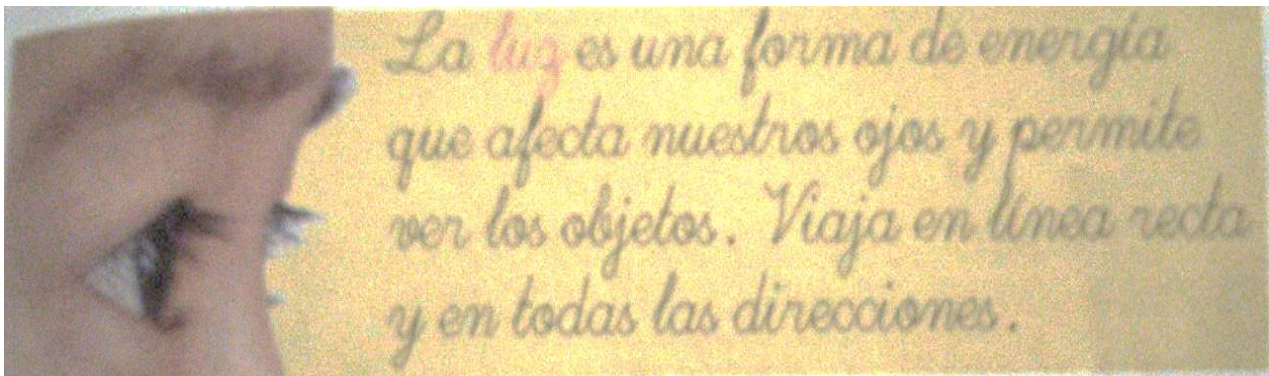 La luz es una forma de energía
que afecta nuestros ojos y permite
ver los objetos. Viaja en línea recta
y en todas las direcciones.